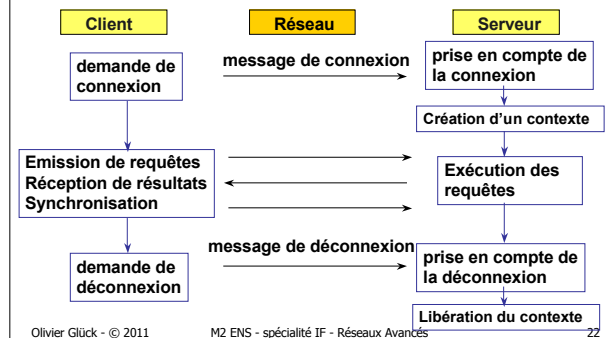 Client
Réseau
Serveur
demande de
connexion
message de connexion
prise en compte de
la connexion
Création d'un contexte
Emission de requêtes
Réception de résultats
Synchronisation
Exécution des
requêtes
demande de
déconnexion
message de déconnexion
prise en compte de
la déconnexion
Libération du contexte
Olivier Glück - © 2011
M2 ENS - spécialité IF - Réseaux Avancés
22